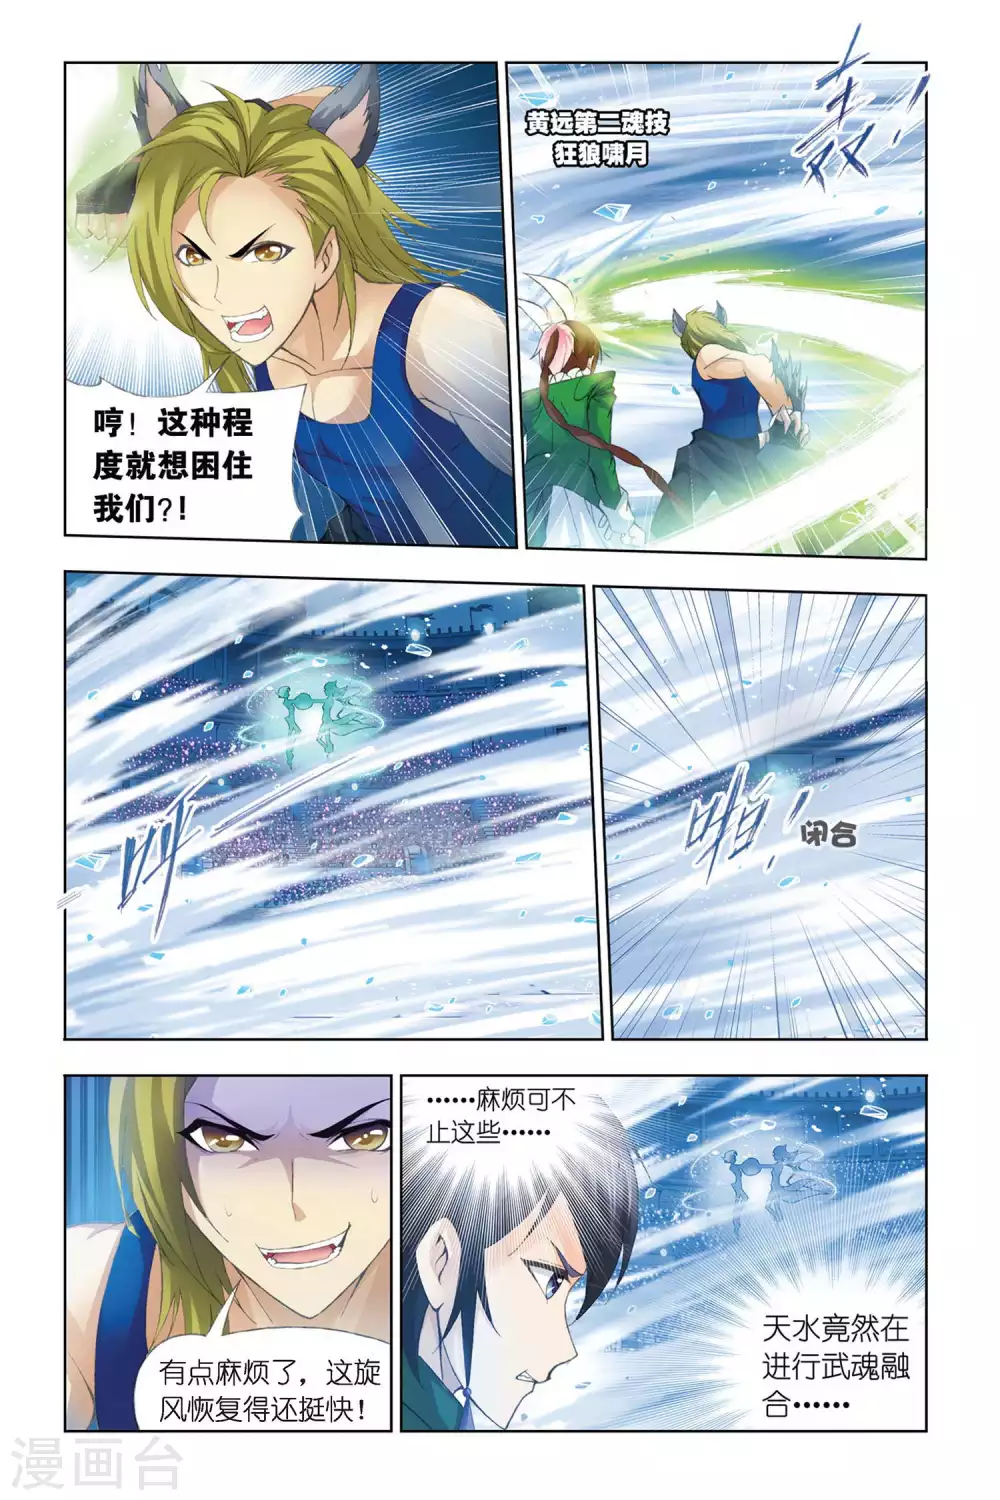 哼！这种程
度就想困住
我们?!
黄远第二魂技
狂狼啸月
轰！
呼
啪！
闭合
有点麻烦了，这旋
风恢复得还挺快！
······麻烦可不
止这些······
天水竟然在
进行武魂融
合······
漫画台